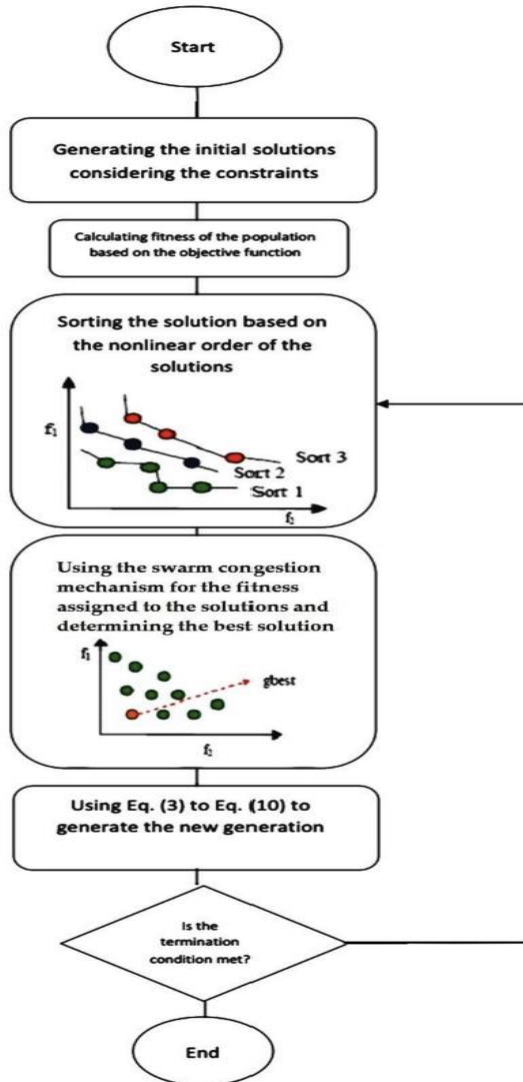 Start
Generating the initial solutions
considering the constraints
Calculating fitness of the population
based on the objective function
Sorting the solution based on
the nonlinear order of the
solutions
f₁
Sort 3
Sort 2
Sort 1
f₂
Using the swarm congestion
mechanism for the fitness
assigned to the solutions and
determining the best solution
f₁
gbest
f₂
Using Eq. (3) to Eq. (10) to
generate the new generation
Is the
termination
condition met?
End